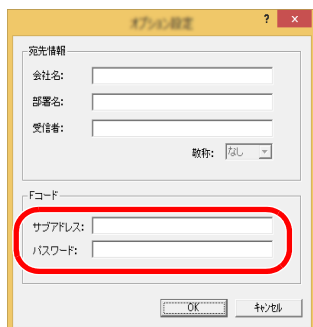 オプション設定
? ×
宛先情報
会社名:
部署名:
受信者:
敬称: なし
Fコード
サブアドレス:
パスワード:
OK キャンセル